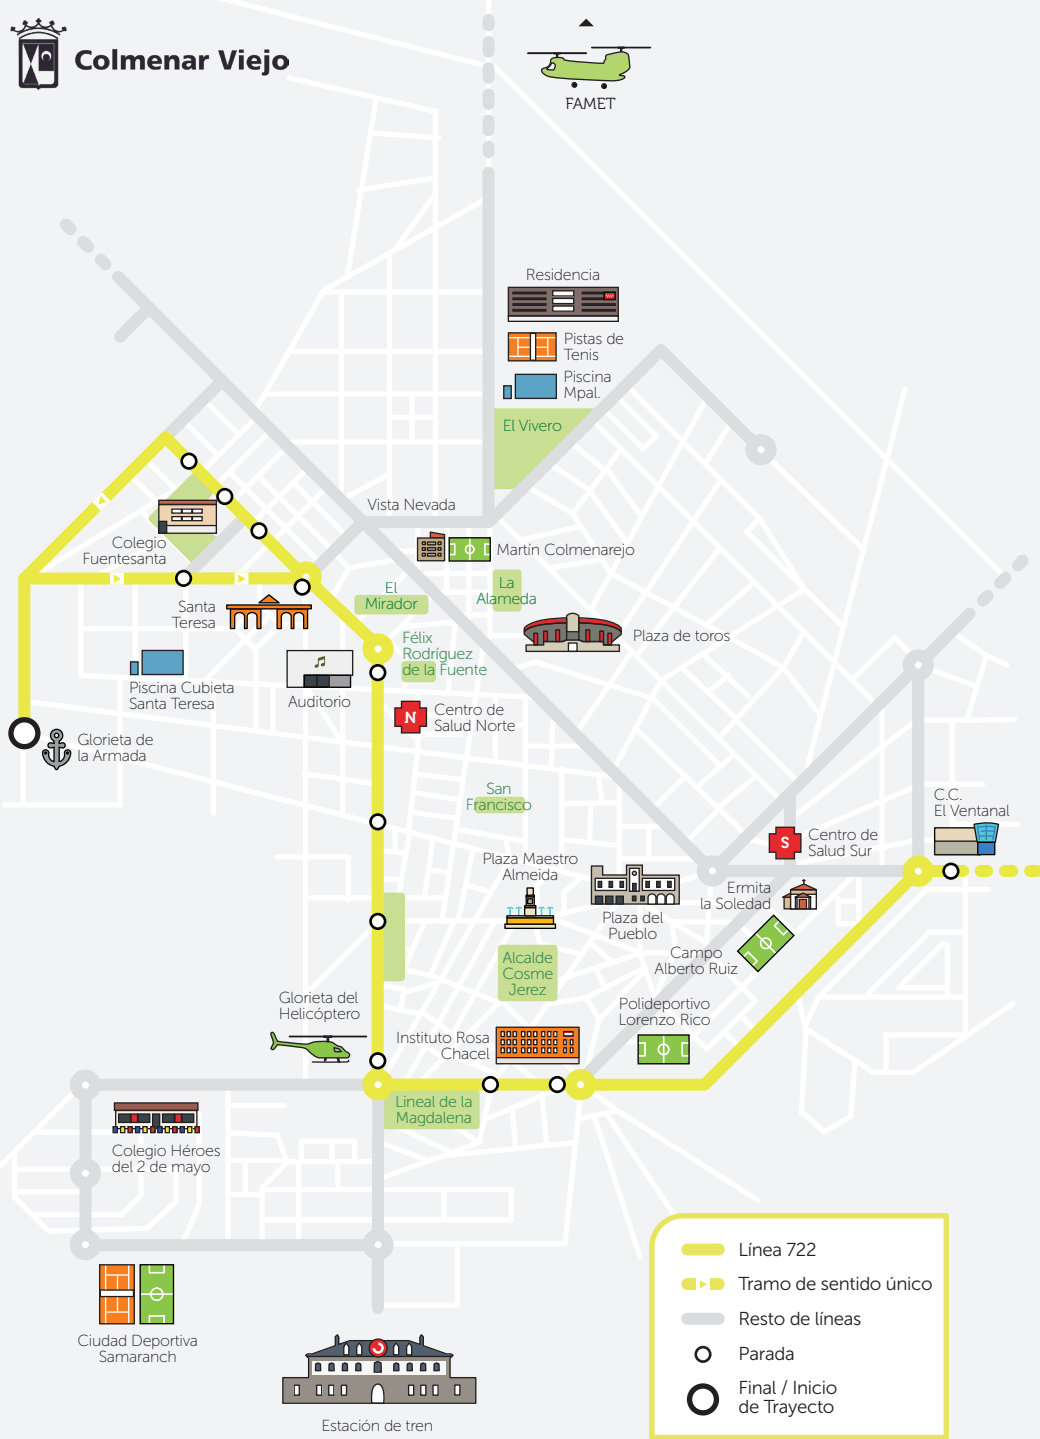 Colmenar Viejo
FAMET
Residencia
Pistas de
Tenis
Piscina
Mpal.
El Vivero
Vista Nevada
Martín Colmenarejo
Colegio
Fuentesanta
El
Mirador
La
Alameda
Santa
Teresa
Plaza de toros
Félix
Rodríguez
de la Fuente
Piscina Cubieta
Santa Teresa
Auditorio
N
Centro de
Salud Norte
Glorieta de
la Armada
San
Francisco
C.C.
El Ventanal
S
Centro de
Salud Sur
Plaza Maestro
Almeida
Ermita
la Soledad
Plaza del
Pueblo
Campo
Alberto Ruiz
Alcalde
Cosme
Jerez
Glorieta del
Helicóptero
Polideportivo
Lorenzo Rico
Instituto Rosa
Chacel
Lineal de la
Magdalena
Colegio Héroes
del 2 de mayo
Ciudad Deportiva
Samaranch
Estación de tren
Línea 722
Tramo de sentido único
Resto de líneas
Parada
Final / Inicio
de Trayecto